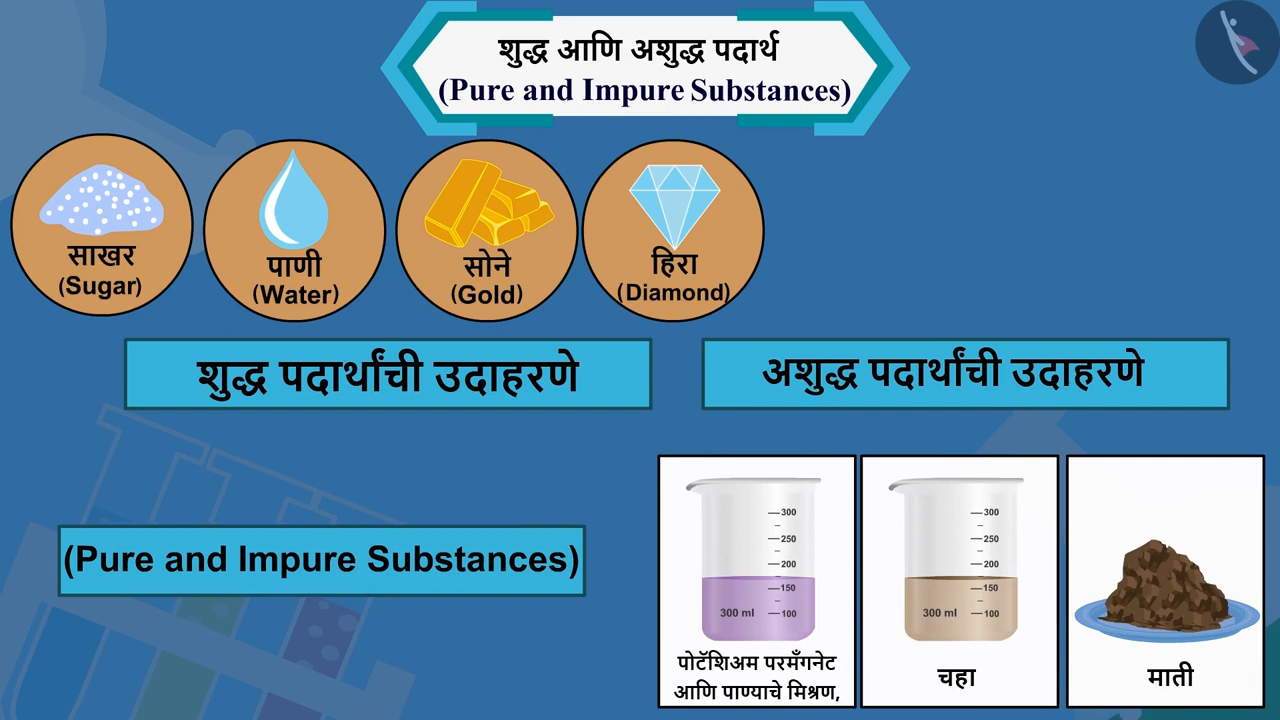 शुद्ध आणि अशुद्ध पदार्थ
(Pure and Impure Substances)
साखर
(Sugar)
पाणी
(Water)
सोने
(Gold)
हिरा
(Diamond)
शुद्ध पदार्थांची उदाहरणे
अशुद्ध पदार्थांची उदाहरणे
(Pure and Impure Substances)
300
250
200
150
300 ml
100
पोटॅशिअम परमँगनेट
आणि पाण्याचे मिश्रण,
300
250
200
150
300 ml
100
चहा
माती